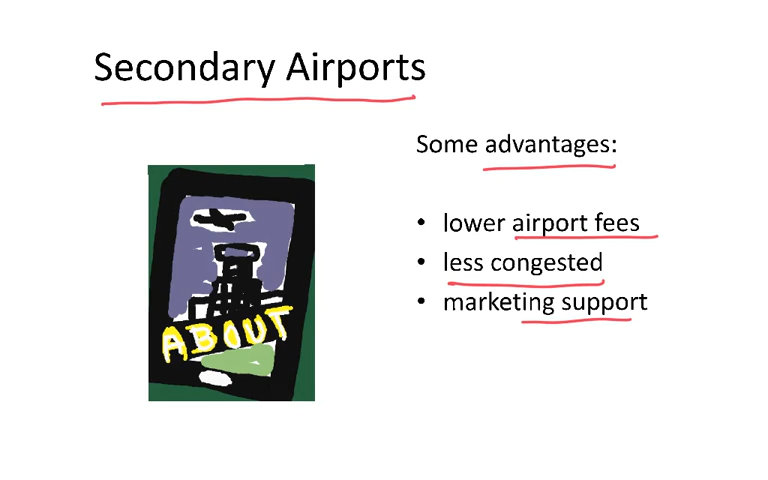 Secondary Airports
Some advantages:
• lower airport fees
• less congested
• marketing support
ABOUT